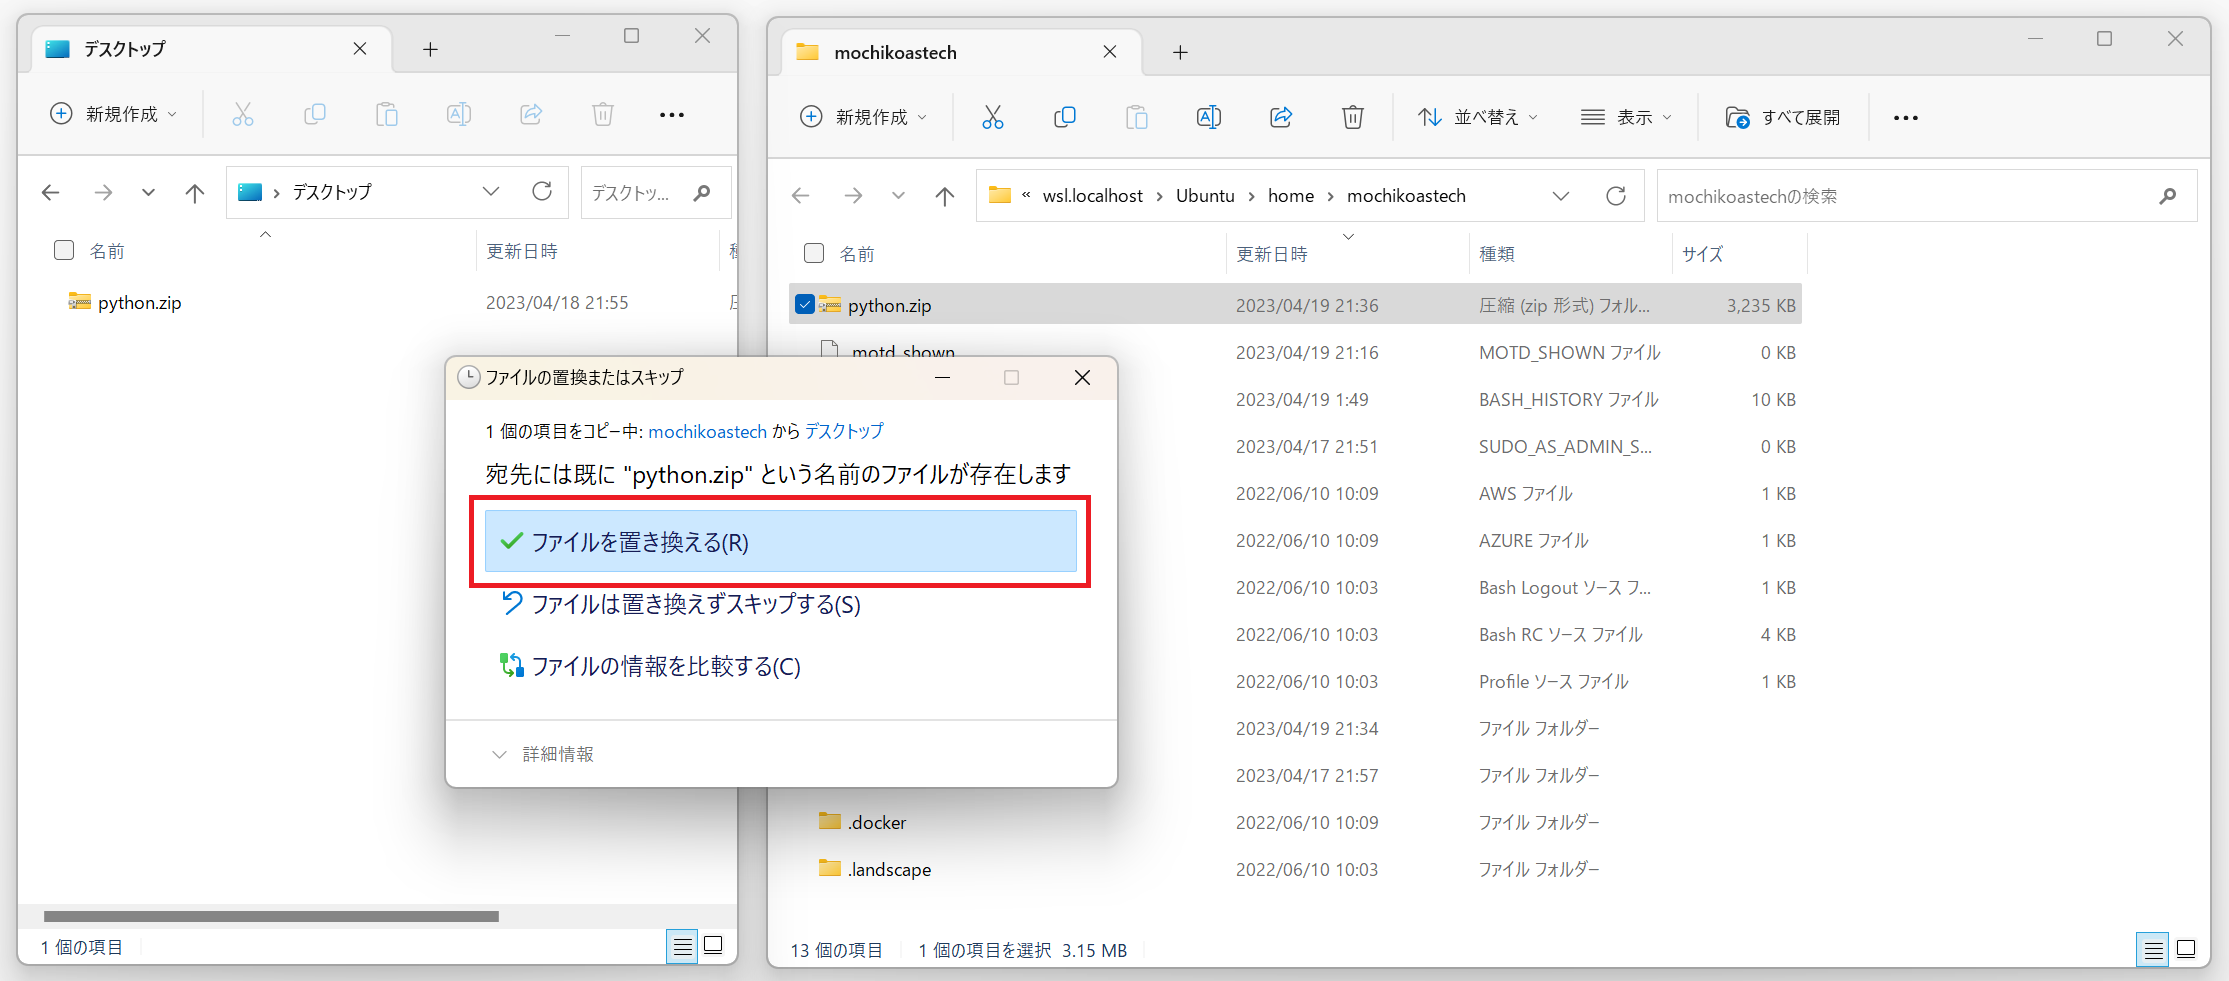 デスクトップ
新規作成
デスクトップ
デスクトッ...
名前 更新日時
python.zip 2023/04/18 21:55
1 個の項目
mochikoastech
新規作成 並べ替え 表示 すべて展開
« wsl.localhost > Ubuntu > home > mochikoastech
mochikoastechの検索
名前 更新日時 種類 サイズ
python.zip 2023/04/19 21:36 圧縮 (zip 形式) フォル... 3,235 KB
motd_shown 2023/04/19 21:16 MOTD_SHOWN ファイル 0 KB
2023/04/19 1:49 BASH_HISTORY ファイル 10 KB
2023/04/17 21:51 SUDO_AS_ADMIN_S... 0 KB
2022/06/10 10:09 AWS ファイル 1 KB
2022/06/10 10:09 AZURE ファイル 1 KB
2022/06/10 10:03 Bash Logout ソース フ... 1 KB
2022/06/10 10:03 Bash RC ソース ファイル 4 KB
2022/06/10 10:03 Profile ソース ファイル 1 KB
2023/04/19 21:34 ファイル フォルダー
2023/04/17 21:57 ファイル フォルダー
.docker 2022/06/10 10:09 ファイル フォルダー
.landscape 2022/06/10 10:03 ファイル フォルダー
13 個の項目 1 個の項目を選択 3.15 MB
ファイルの置換またはスキップ
1 個の項目をコピー中: mochikoastech から デスクトップ
宛先には既に "python.zip" という名前のファイルが存在します
ファイルを置き換える(R)
ファイルは置き換えずスキップする(S)
ファイルの情報を比較する(C)
詳細情報